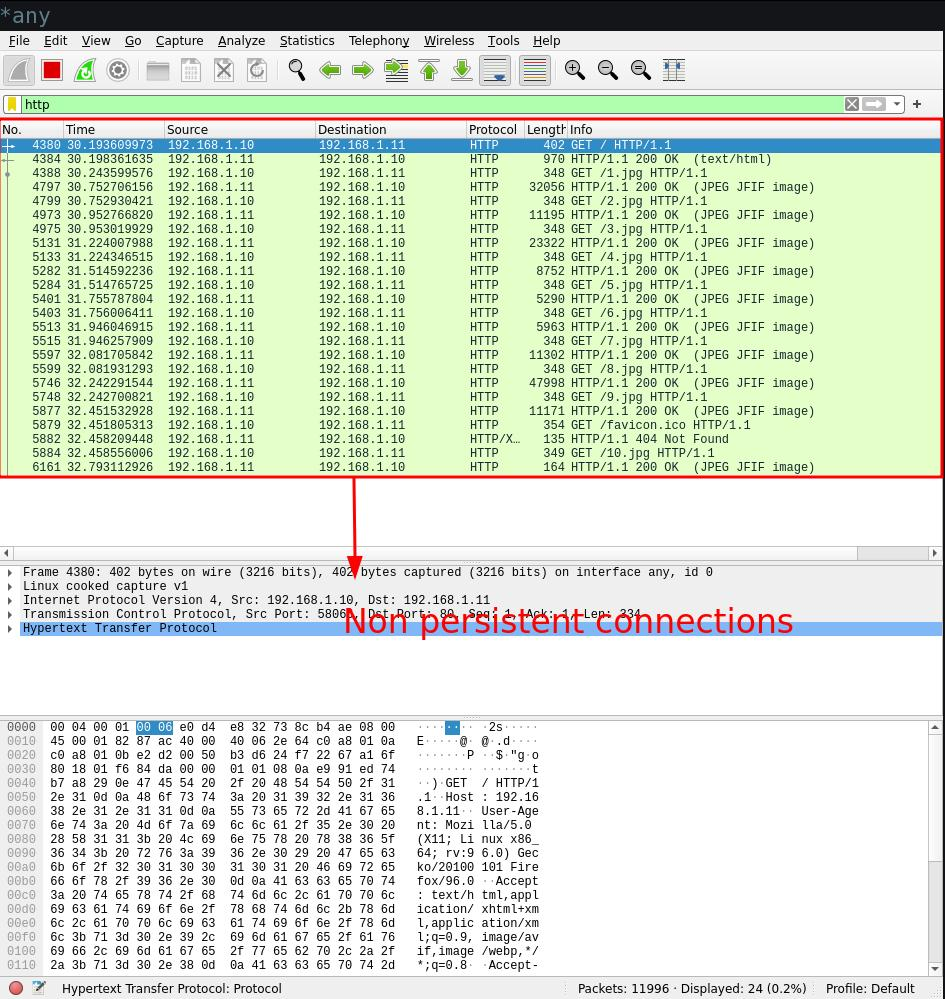 *any
File Edit View Go Capture Analyze Statistics Telephony Wireless Tools Help
http
No. Time Source Destination Protocol Length Info
4380 30.193609973 192.168.1.10 192.168.1.11 HTTP 402 GET / HTTP/1.1
4384 30.198361635 192.168.1.11 192.168.1.10 HTTP 970 HTTP/1.1 200 OK (text/html)
4388 30.243599576 192.168.1.10 192.168.1.11 HTTP 348 GET /1.jpg HTTP/1.1
4797 30.752706156 192.168.1.11 192.168.1.10 HTTP 32056 HTTP/1.1 200 OK (JPEG JFIF image)
4799 30.752930421 192.168.1.10 192.168.1.11 HTTP 348 GET /2.jpg HTTP/1.1
4973 30.952766820 192.168.1.11 192.168.1.10 HTTP 11195 HTTP/1.1 200 OK (JPEG JFIF image)
4975 30.953019929 192.168.1.10 192.168.1.11 HTTP 348 GET /3.jpg HTTP/1.1
5131 31.224007988 192.168.1.11 192.168.1.10 HTTP 23322 HTTP/1.1 200 OK (JPEG JFIF image)
5133 31.224346515 192.168.1.10 192.168.1.11 HTTP 348 GET /4.jpg HTTP/1.1
5282 31.514592236 192.168.1.11 192.168.1.10 HTTP 8752 HTTP/1.1 200 OK (JPEG JFIF image)
5284 31.514765725 192.168.1.10 192.168.1.11 HTTP 348 GET /5.jpg HTTP/1.1
5401 31.755787804 192.168.1.11 192.168.1.10 HTTP 5290 HTTP/1.1 200 OK (JPEG JFIF image)
5403 31.756006411 192.168.1.10 192.168.1.11 HTTP 348 GET /6.jpg HTTP/1.1
5513 31.946046915 192.168.1.11 192.168.1.10 HTTP 5963 HTTP/1.1 200 OK (JPEG JFIF image)
5515 31.946257909 192.168.1.10 192.168.1.11 HTTP 348 GET /7.jpg HTTP/1.1
5597 32.081705842 192.168.1.11 192.168.1.10 HTTP 11302 HTTP/1.1 200 OK (JPEG JFIF image)
5599 32.081931293 192.168.1.10 192.168.1.11 HTTP 348 GET /8.jpg HTTP/1.1
5746 32.242291544 192.168.1.11 192.168.1.10 HTTP 47998 HTTP/1.1 200 OK (JPEG JFIF image)
5748 32.242700821 192.168.1.10 192.168.1.11 HTTP 348 GET /9.jpg HTTP/1.1
5877 32.451532928 192.168.1.11 192.168.1.10 HTTP 11171 HTTP/1.1 200 OK (JPEG JFIF image)
5879 32.451805313 192.168.1.10 192.168.1.11 HTTP 354 GET /favicon.ico HTTP/1.1
5882 32.458209448 192.168.1.11 192.168.1.10 HTTP/X… 135 HTTP/1.1 404 Not Found
5884 32.458556006 192.168.1.10 192.168.1.11 HTTP 349 GET /10.jpg HTTP/1.1
6161 32.793112926 192.168.1.11 192.168.1.10 HTTP 164 HTTP/1.1 200 OK (JPEG JFIF image)
Frame 4380: 402 bytes on wire (3216 bits), 402 bytes captured (3216 bits) on interface any, id 0
Linux cooked capture v1
Internet Protocol Version 4, Src: 192.168.1.10, Dst: 192.168.1.11
Transmission Control Protocol, Src Port: Dst Port: 80, Seq: 1, Ack: 1, Len: 334
Non persistent connections
Hypertext Transfer Protocol
0000 00 04 00 01 00 06 e0 d4 e8 32 73 8c b4 ae 08 00 ········ ·2s·····
0010 45 00 01 82 87 ac 40 00 40 06 2e 64 c0 a8 01 0a E·····@· @·.d····
0020 c0 a8 01 0b e2 d2 00 50 b3 d6 24 f7 22 67 a1 6f ·······P ··$·"g·o
0030 80 18 01 f6 84 da 00 00 01 01 08 0a e9 91 ed 74 ········ ·······t
0040 b7 a8 29 0e 47 45 54 20 2f 20 48 54 54 50 2f 31 ··)·GET / HTTP/1
0050 2e 31 0d 0a 48 6f 73 74 3a 20 31 39 32 2e 31 36 .1··Host : 192.16
0060 38 2e 31 2e 31 31 0d 0a 55 73 65 72 2d 41 67 65 8.1.11·· User-Age
0070 6e 74 3a 20 4d 6f 7a 69 6c 6c 61 2f 35 2e 30 20 nt: Mozi lla/5.0
0080 28 58 31 31 3b 20 4c 69 6e 75 78 20 78 38 36 5f (X11; Li nux x86_
0090 36 34 3b 20 72 76 3a 39 36 2e 30 29 20 47 65 63 64; rv:9 6.0) Gec
00a0 6b 6f 2f 32 30 31 30 30 31 30 31 20 46 69 72 65 ko/20100 101 Fire
00b0 66 6f 78 2f 39 36 2e 30 0d 0a 41 63 63 65 70 74 fox/96.0 ··Accept
00c0 3a 20 74 65 78 74 2f 68 74 6d 6c 2c 61 70 70 6c : text/h tml,appl
00d0 69 63 61 74 69 6f 6e 2f 78 68 74 6d 6c 2b 78 6d ication/ xhtml+xm
00e0 6c 2c 61 70 70 6c 69 63 61 74 69 6f 6e 2f 78 6d l,applic ation/xm
00f0 6c 3b 71 3d 30 2e 39 2c 69 6d 61 67 65 2f 61 76 l;q=0.9, image/av
0100 69 66 2c 69 6d 61 67 65 2f 77 65 62 70 2c 2a 2f if,image /webp,*/
0110 2a 3b 71 3d 30 2e 38 0d 0a 41 63 63 65 70 74 2d *;q=0.8· ·Accept-
Hypertext Transfer Protocol: Protocol Packets: 11996 · Displayed: 24 (0.2%) Profile: Default